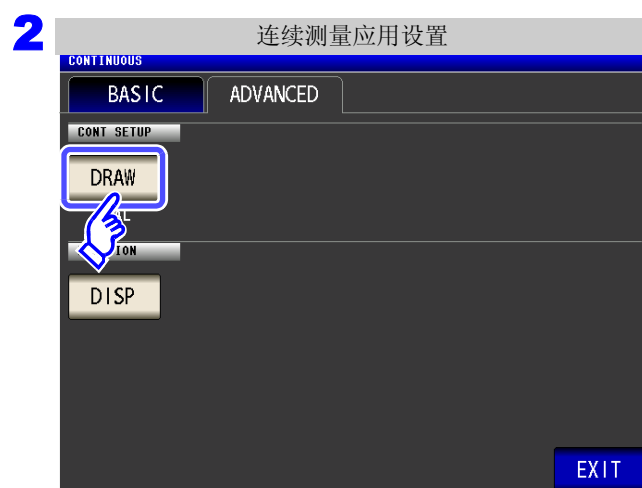 2
连续测量应用设置
CONTINUOUS
BASIC ADVANCED
CONT SETUP
DRAW
DISP
EXIT